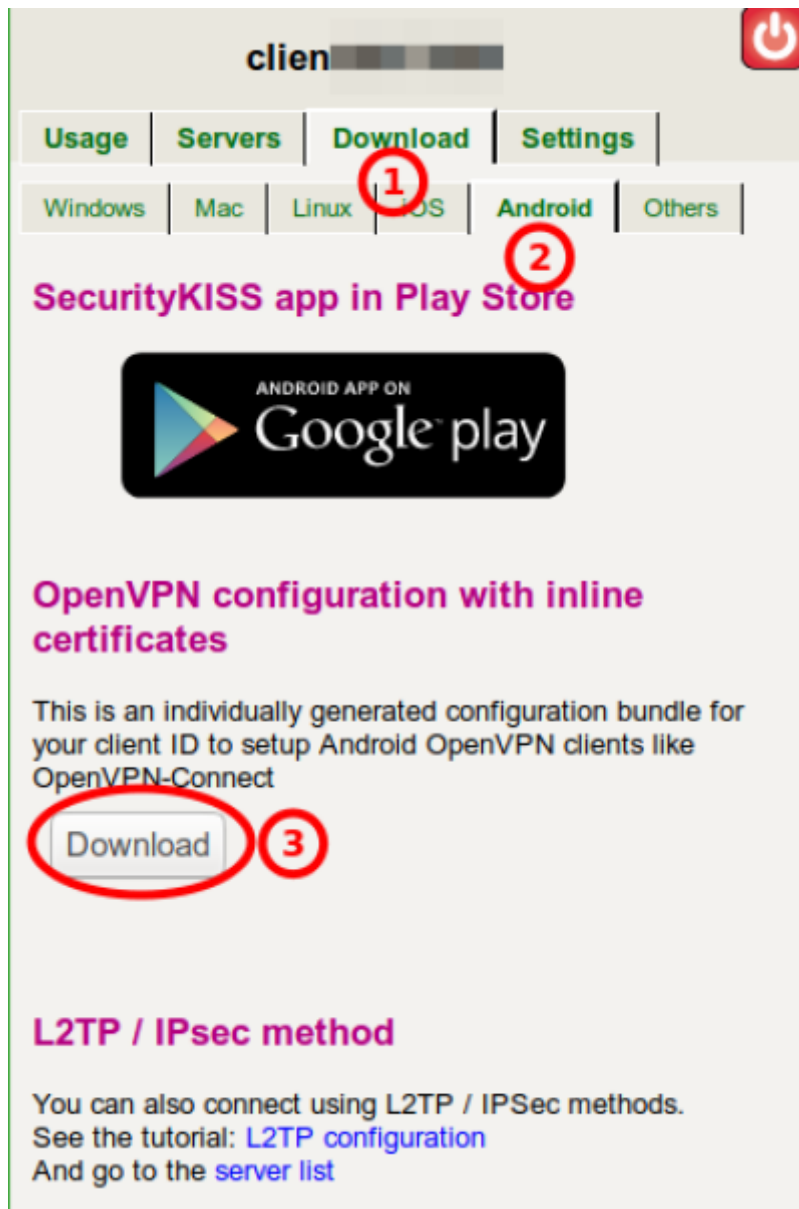 clien
Usage Servers Download Settings
1
Windows Mac Linux iOS Android Others
2
SecurityKISS app in Play Store
ANDROID APP ON
Google play
OpenVPN configuration with inline
certificates
This is an individually generated configuration bundle for
your client ID to setup Android OpenVPN clients like
OpenVPN-Connect
Download 3
L2TP / IPsec method
You can also connect using L2TP / IPSec methods.
See the tutorial: L2TP configuration
And go to the server list